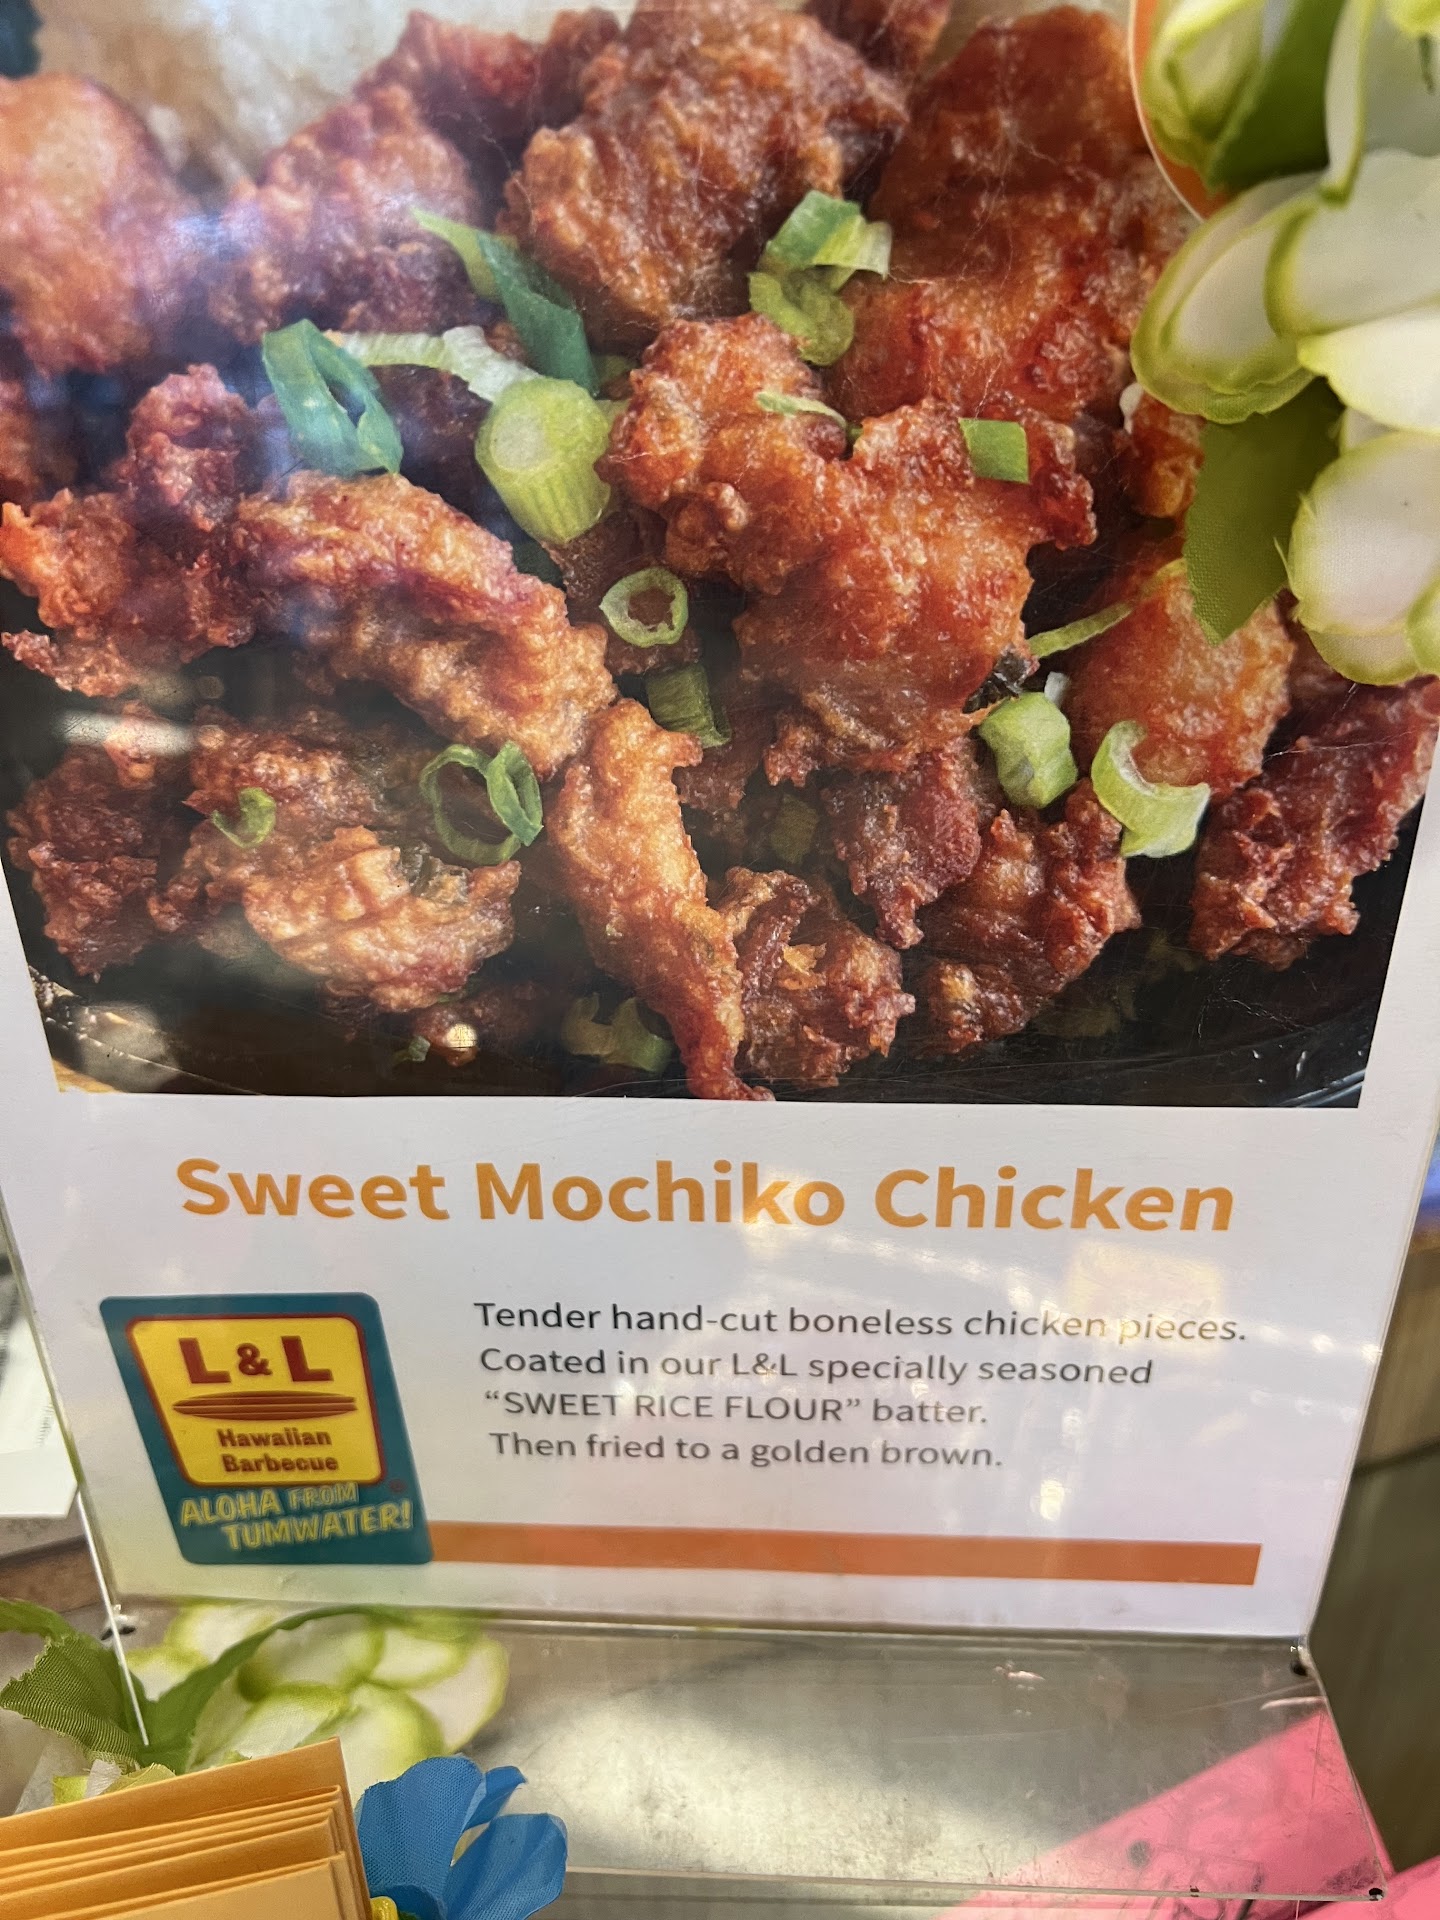 Sweet Mochiko Chicken
Tender hand-cut boneless chicken pieces.
Coated in our L&L specially seasoned
“SWEET RICE FLOUR” batter.
Then fried to a golden brown.
L & L
Hawaiian
Barbecue
ALOHA FROM
TUMWATER!